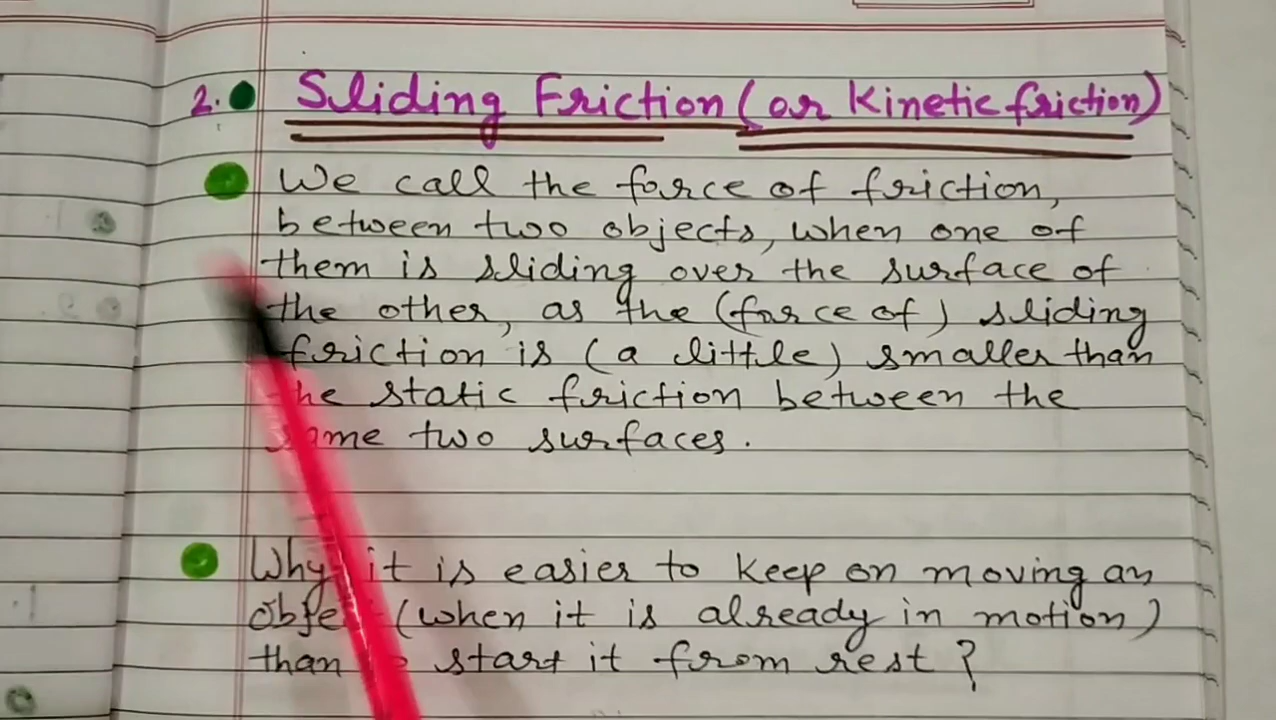 2. Sliding Friction (or Kinetic friction)
We call the force of friction,
between two objects, when one of
them is sliding over the surface of
the other, as the (force of) sliding
friction is (a little) smaller than
the static friction between the
same two surfaces.
Why it is easier to keep on moving an
(when it is already in motion)
than start it from rest ?